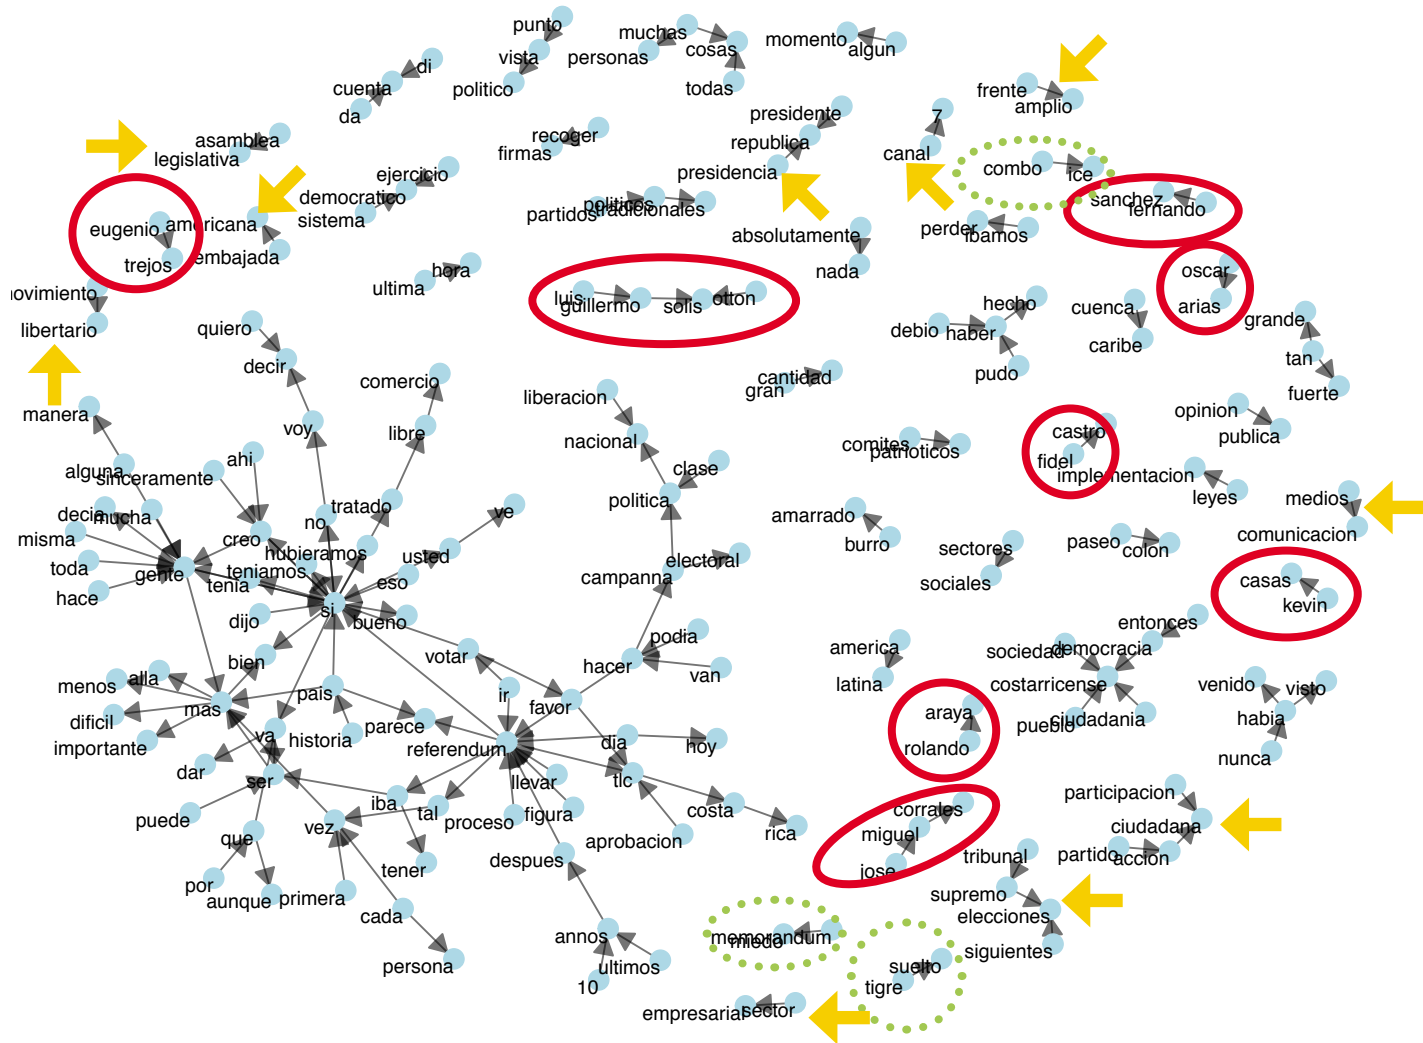 punto
muchas
vista
personas
cosas
momento
algun
di
cuenta
politico
todas
frente
amplio
da
presidente
7
asamblea
recoger
republica
legislativa
firmas
canal
ejercicio
presidencia
combo
ice
democratico
politicos
sanchez
eugenio
americana
sistema
partidos
tradicionales
fernando
absolutamente
perder
ibamos
embajada
trejos
hora
nada
oscar
ultima
luis
otton
guillermo
solis
hecho
cuenca
arias
libertario
quiero
debio
haber
grande
caribe
decir
tan
comercio
cantidad
pudo
gran
liberacion
fuerte
manera
voy
libre
nacional
opinion
castro
publica
comites
patrioticos
ahi
clase
fidel
alguna
sinceramente
implementacion
politica
leyes
medios
decia
mucha
tratado
ve
amarrado
no
misma
creo
hubieramos
usted
burro
sectores
paseo
colon
comunicacion
toda
gente
teniamos
tenia
eso
campanna
electoral
sociales
casas
hace
si
kevin
dijo
bueno
entonces
podia
america
bien
votar
sociedad
democracia
hacer
van
latina
costarricense
menos
alla
pais
ir
venido
visto
mas
favor
araya
dificil
parece
pueblo
ciudadania
habia
importante
va
historia
referendum
dia
hoy
rolando
nunca
dar
ser
llevar
tlc
iba
participacion
tal
costa
corrales
puede
vez
proceso
figura
rica
miguel
ciudadana
que
aprobacion
tribunal
partido
accion
despues
tener
jose
por
supremo
aunque
primera
cada
elecciones
annos
memorandum
miedo
siguientes
persona
ultimos
suelto
10
tigre
empresarial
sector